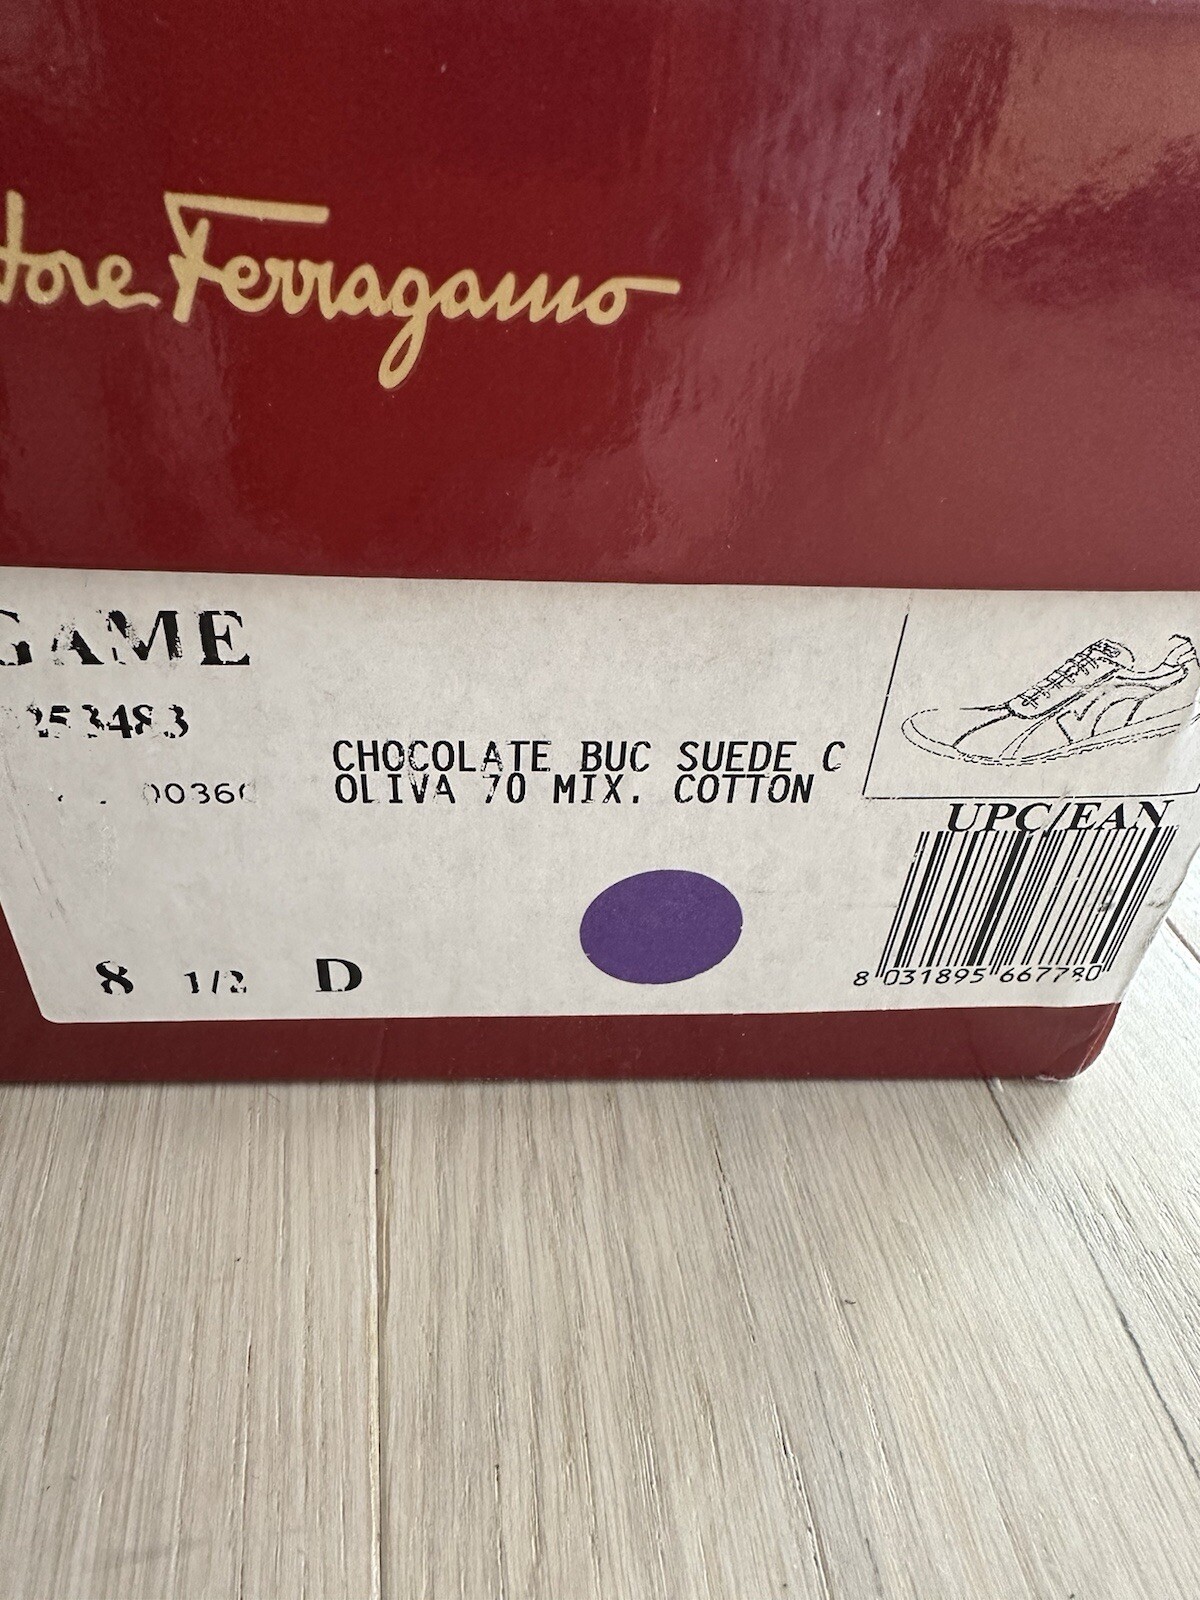 tore Ferragamo
GAME
253483
0036
CHOCOLATE BUC SUEDE C
OLIVA 70 MIX. COTTON
UPC/EAN
8 1/2 D
8 031895 667780